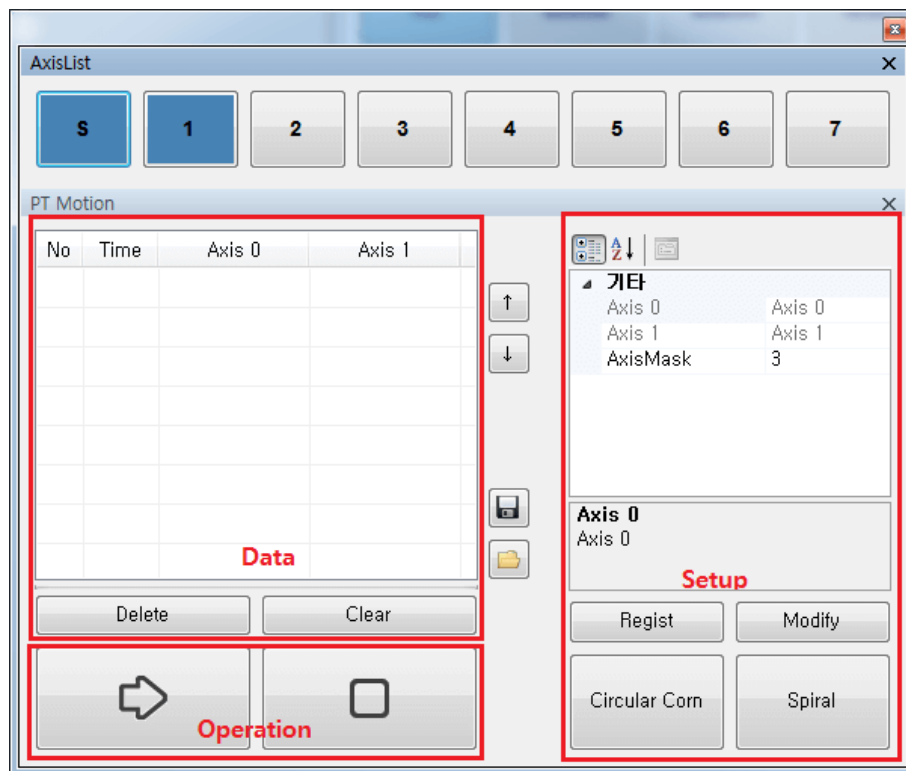 AxisList
S 1 2 3 4 5 6 7
PT Motion
No Time Axis 0 Axis 1
↑
↓
Data
Delete Clear
Operation
A Z
기타
Axis 0 Axis 0
Axis 1 Axis 1
AxisMask 3
Axis 0
Axis 0
Setup
Regist Modify
Circular Corn Spiral